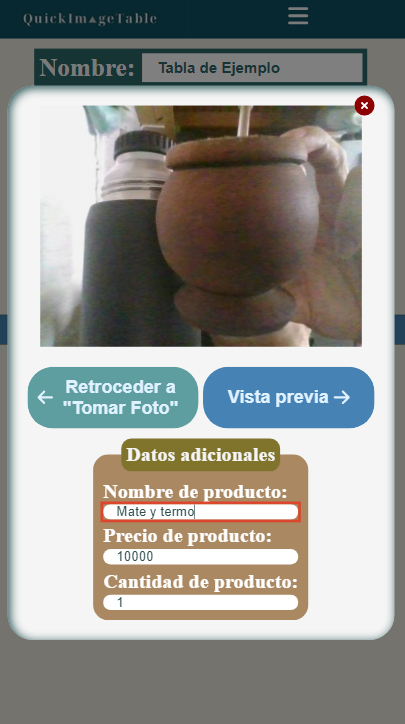 QuickImageTable
Nombre:
Tabla de Ejemplo
Retroceder a
"Tomar Foto"
Vista previa
Datos adicionales
Nombre de producto:
Mate y termo
Precio de producto:
10000
Cantidad de producto:
1